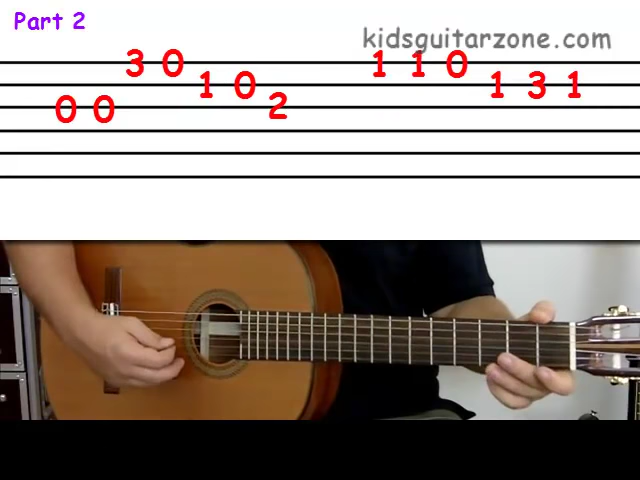 Part 2
kidsguitarzone.com
3 0 1 1 0
1 0 1 3 1
0 0 2